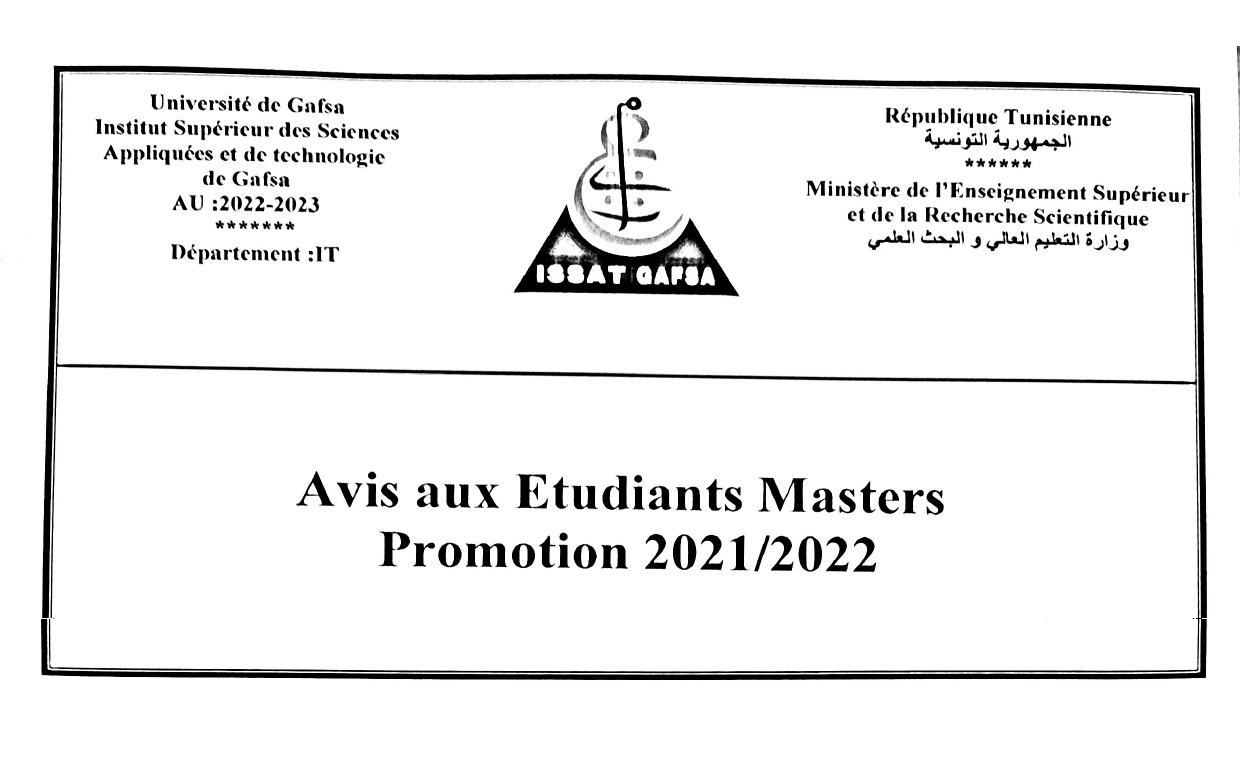 Université de Gafsa
Institut Supérieur des Sciences
Appliquées et de technologie
de Gafsa
AU :2022-2023
*******
Département :IT
ISSAT GAFSA
République Tunisienne
الجمهورية التونسية
******
Ministère de l'Enseignement Supérieur
et de la Recherche Scientifique
وزارة التعليم العالي و البحث العلمي
Avis aux Etudiants Masters
Promotion 2021/2022